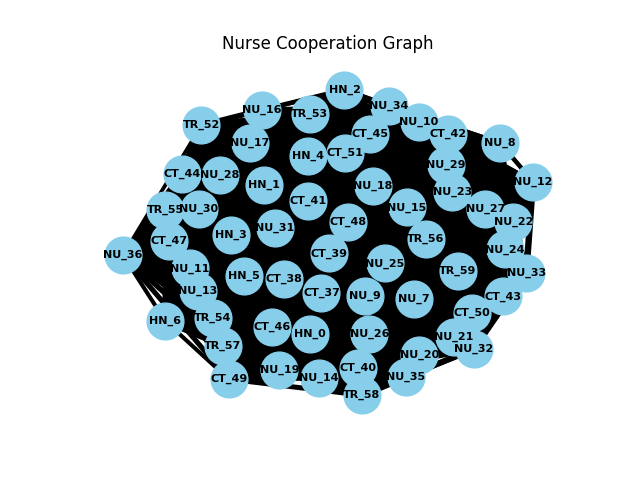 Nurse Cooperation Graph
HN_2
NU_34
NU_16
TR_53
NU_10
TR_52
CT_45
CT_42
NU_17
NU_8
CT_51
HN_4
NU_29
CT_44
NU_28
NU_12
HN_1
NU_18
NU_23
CT_41
NU_15
TR_55
NU_30
NU_27
CT_48
NU_22
NU_31
HN_3
CT_47
TR_56
NU_24
CT_39
NU_36
NU_25
NU_11
TR_59
NU_33
HN_5
CT_38
NU_13
CT_37
NU_9
CT_43
NU_7
CT_50
TR_54
HN_6
CT_46
HN_0
NU_26
NU_21
TR_57
NU_32
NU_20
CT_40
NU_19
NU_14
NU_35
CT_49
TR_58